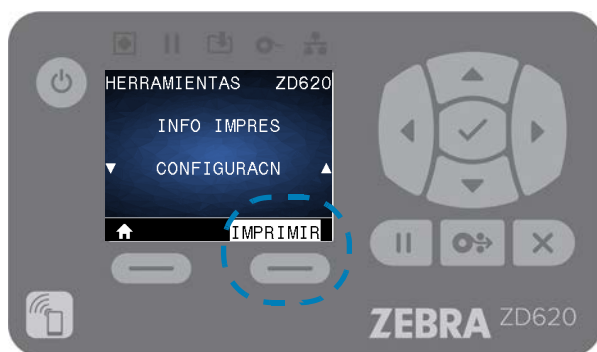 HERRAMIENTAS ZD620
INFO IMPRES
CONFIGURACN
IMPRIMIR
ZEBRA ZD620